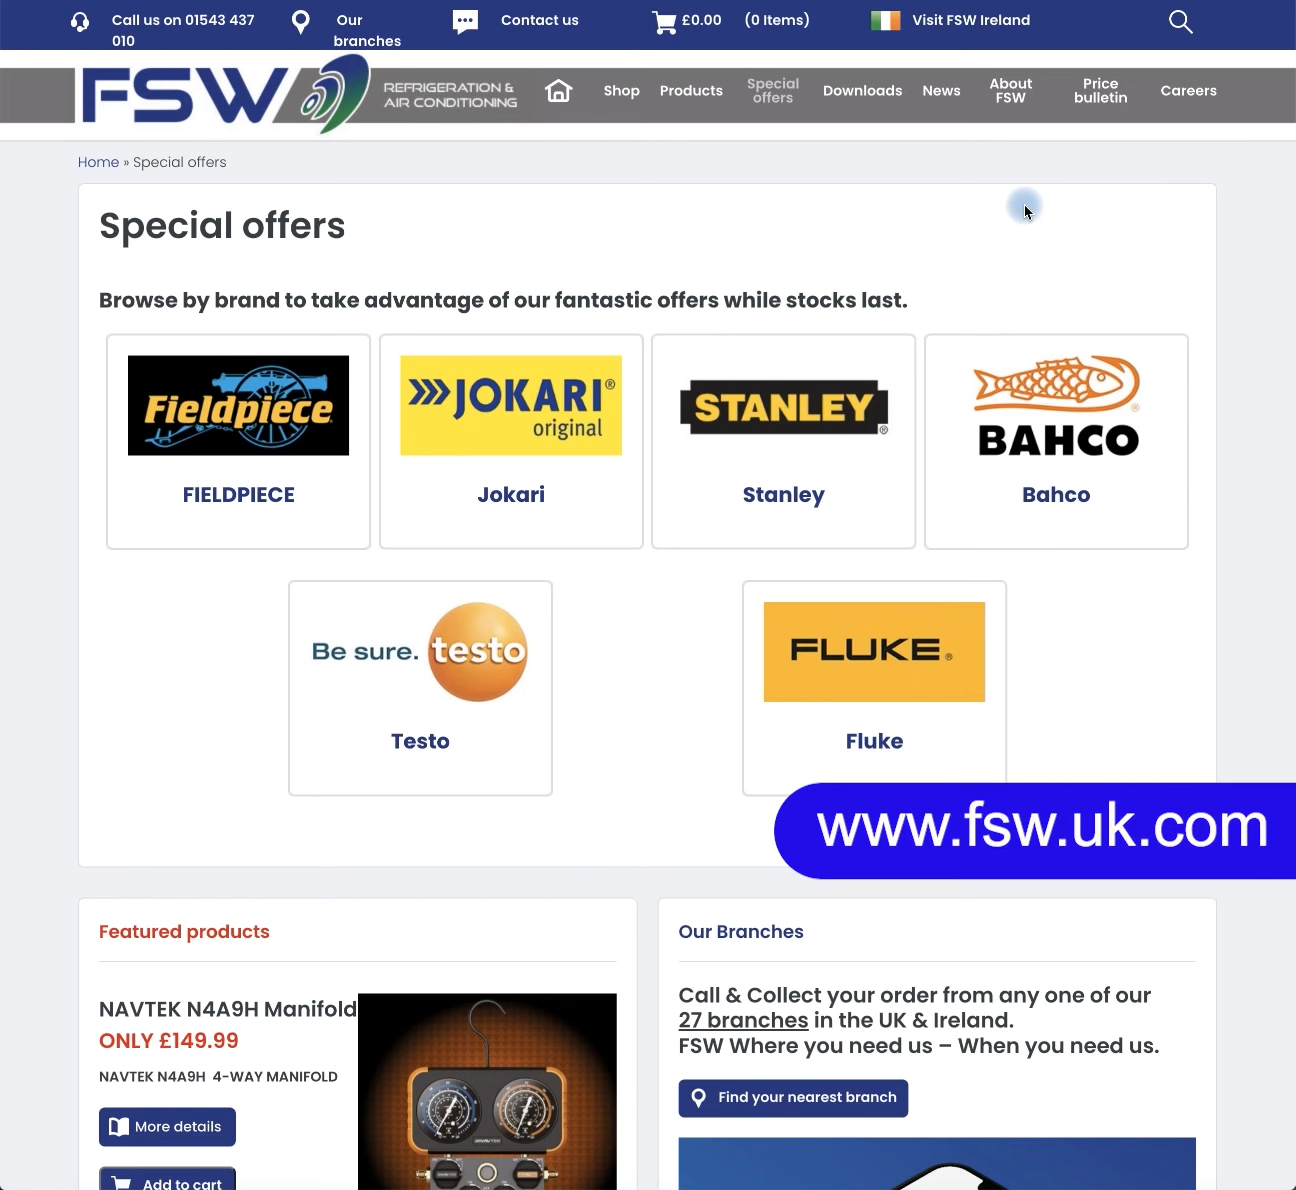 Call us on 01543 437
010
Our
branches
Contact us
£0.00
(0 Items)
Visit FSW Ireland
FSW
REFRIGERATION &
AIR CONDITIONING
Shop
Products
Special
offers
Downloads
News
About
FSW
Price
bulletin
Careers
Home » Special offers
Special offers
Browse by brand to take advantage of our fantastic offers while stocks last.
Fieldpiece
FIELDPIECE
JOKARI®
original
Jokari
STANLEY®
Stanley
BAHCO®
Bahco
Be sure. testo
Testo
FLUKE®
Fluke
www.fsw.uk.com
Featured products
NAVTEK N4A9H Manifold
ONLY £149.99
NAVTEK N4A9H 4-WAY MANIFOLD
More details
Add to cart
Our Branches
Call & Collect your order from any one of our
27 branches in the UK & Ireland.
FSW Where you need us – When you need us.
Find your nearest branch